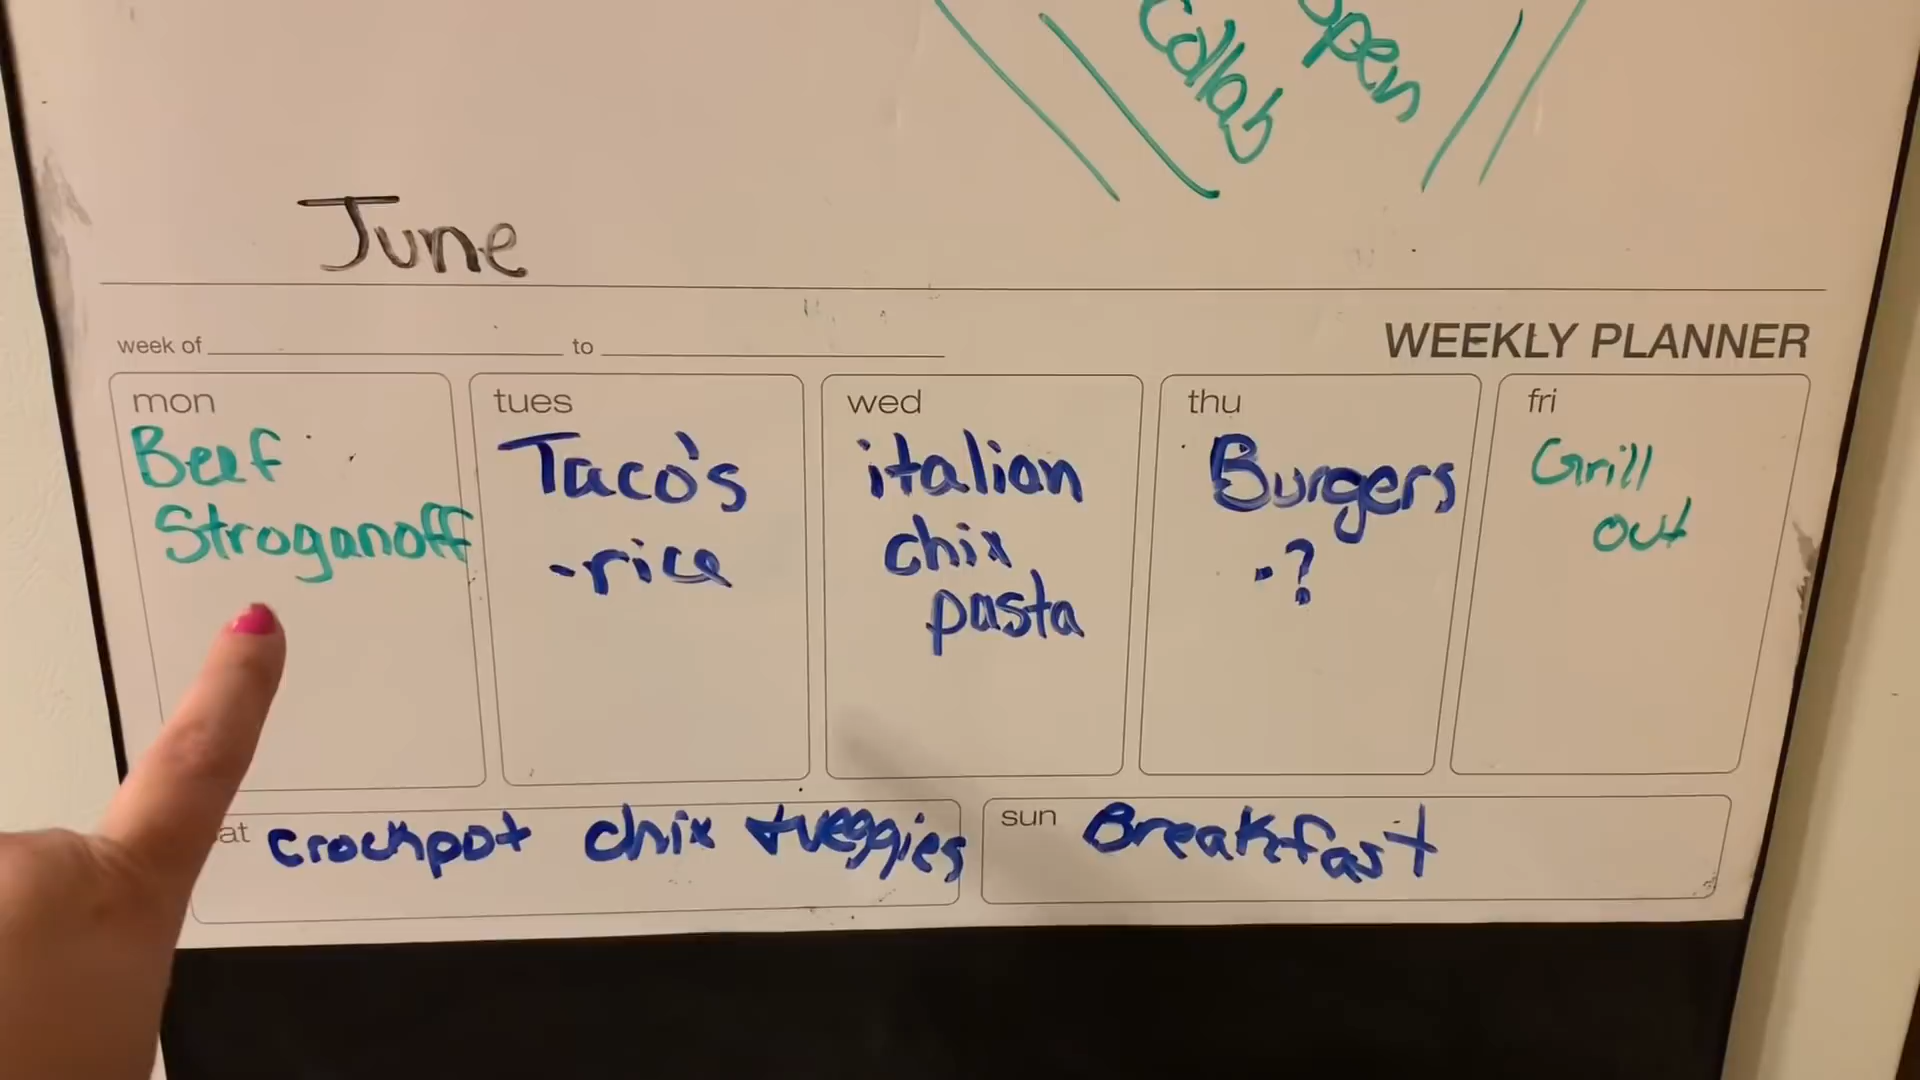 open
collab
June
week of to
WEEKLY PLANNER
mon
Beef
Stroganoff
tues
Taco's
-rice
wed
italian
chix
pasta
thu
Burgers
-?
fri
Grill
out
at crockpot chix + veggies
sun Breakfast